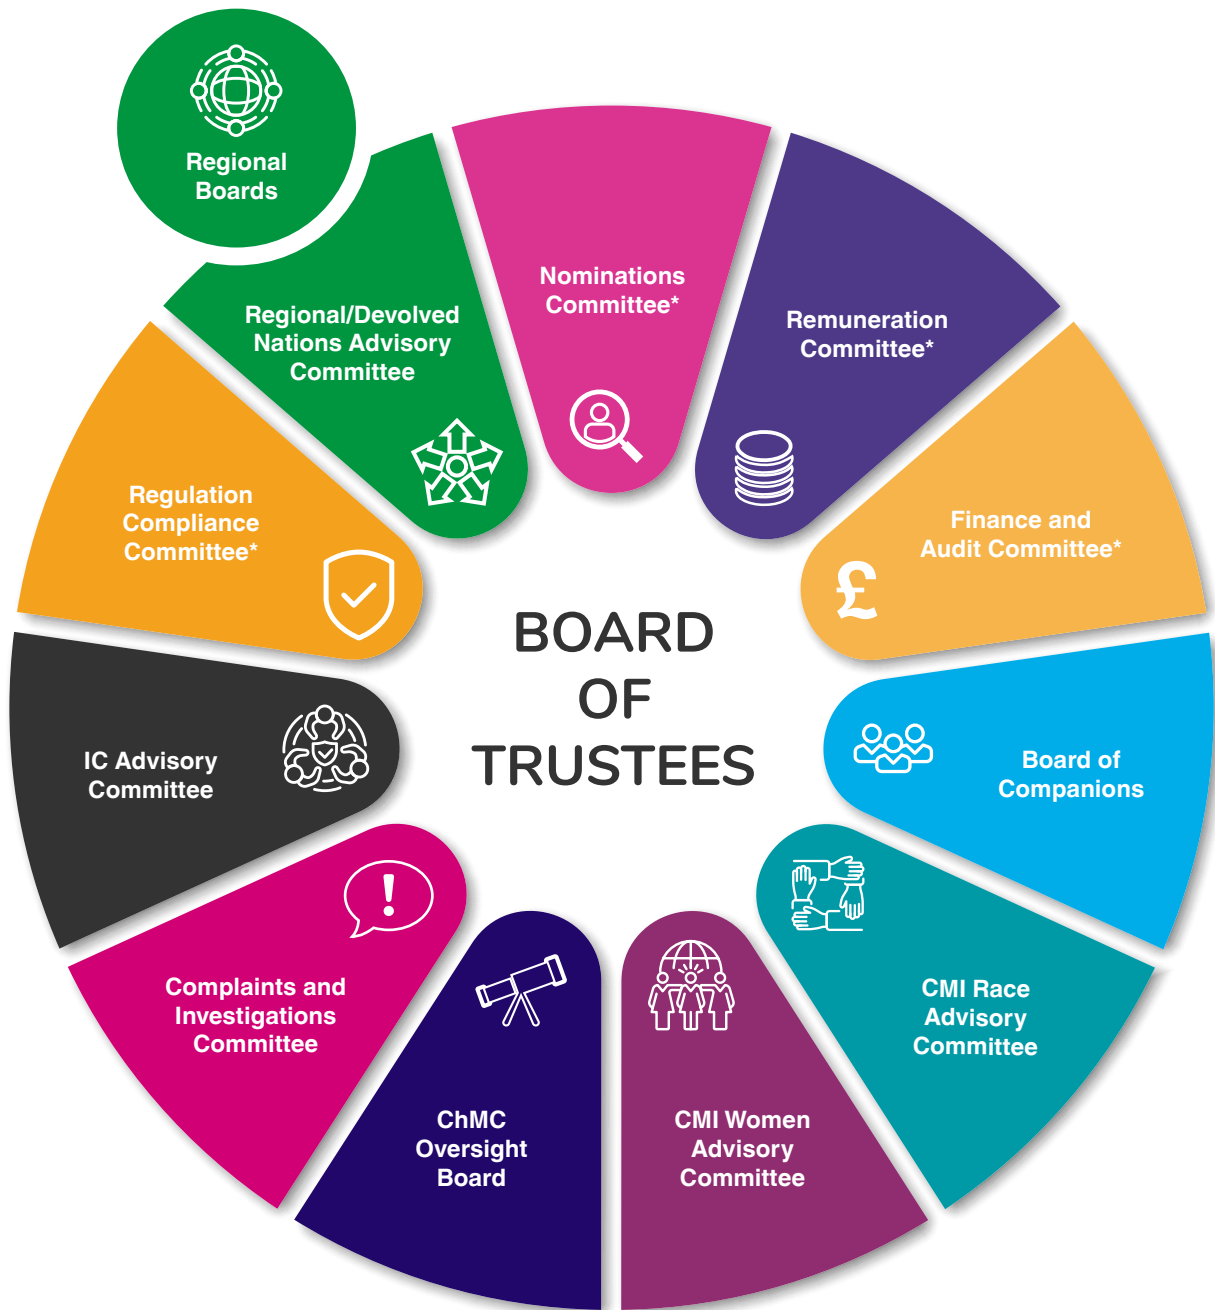 Regional
Boards
Nominations
Committee*
Remuneration
Committee*
Finance and
Audit Committee*
Board of
Companions
CMI Race
Advisory
Committee
CMI Women
Advisory
Committee
ChMC
Oversight
Board
Complaints and
Investigations
Committee
IC Advisory
Committee
Regulation
Compliance
Committee*
Regional/Devolved
Nations Advisory
Committee
£
!
BOARD
OF
TRUSTEES